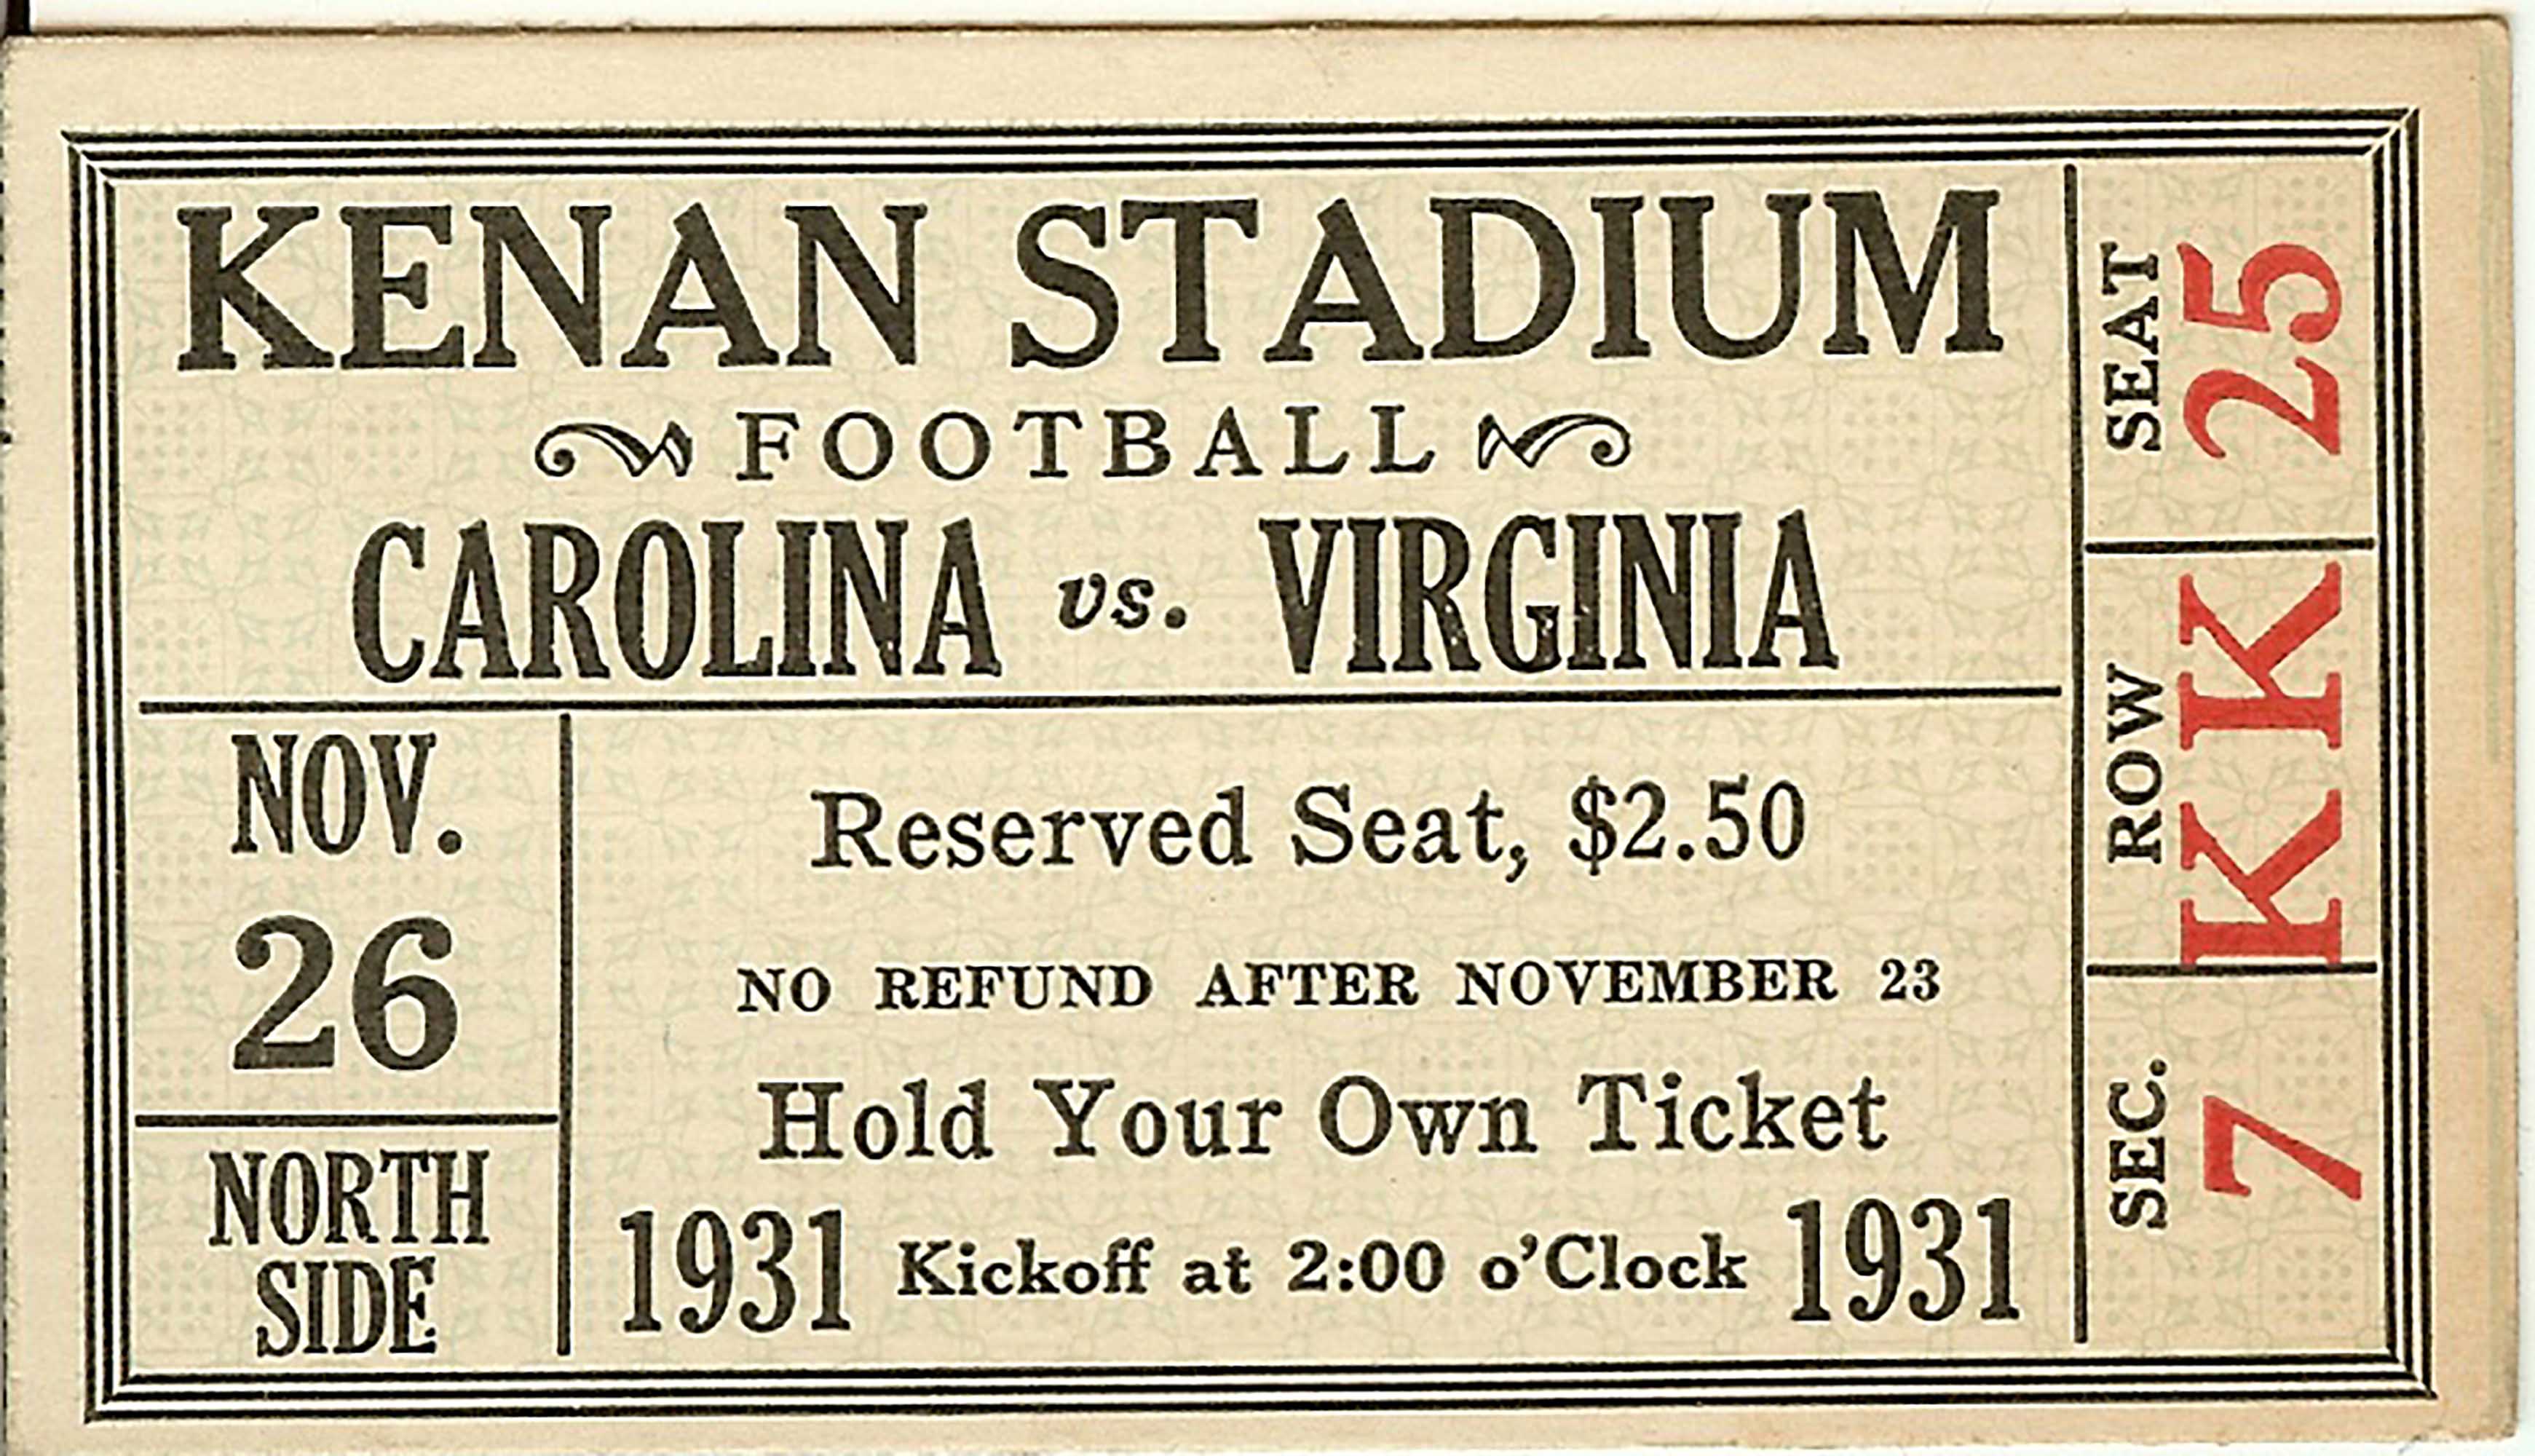 KENAN STADIUM
FOOTBALL
CAROLINA vs. VIRGINIA
NOV.
26
NORTH
SIDE
Reserved Seat, $2.50
NO REFUND AFTER NOVEMBER 23
Hold Your Own Ticket
1931 Kickoff at 2:00 o'Clock 1931
SEC. 7
ROW KK
SEAT 25